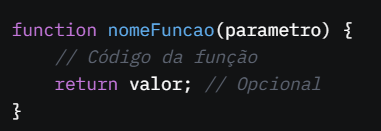 function nomeFuncao(parametro) {
    // Código da função
    return valor; // Opcional
}